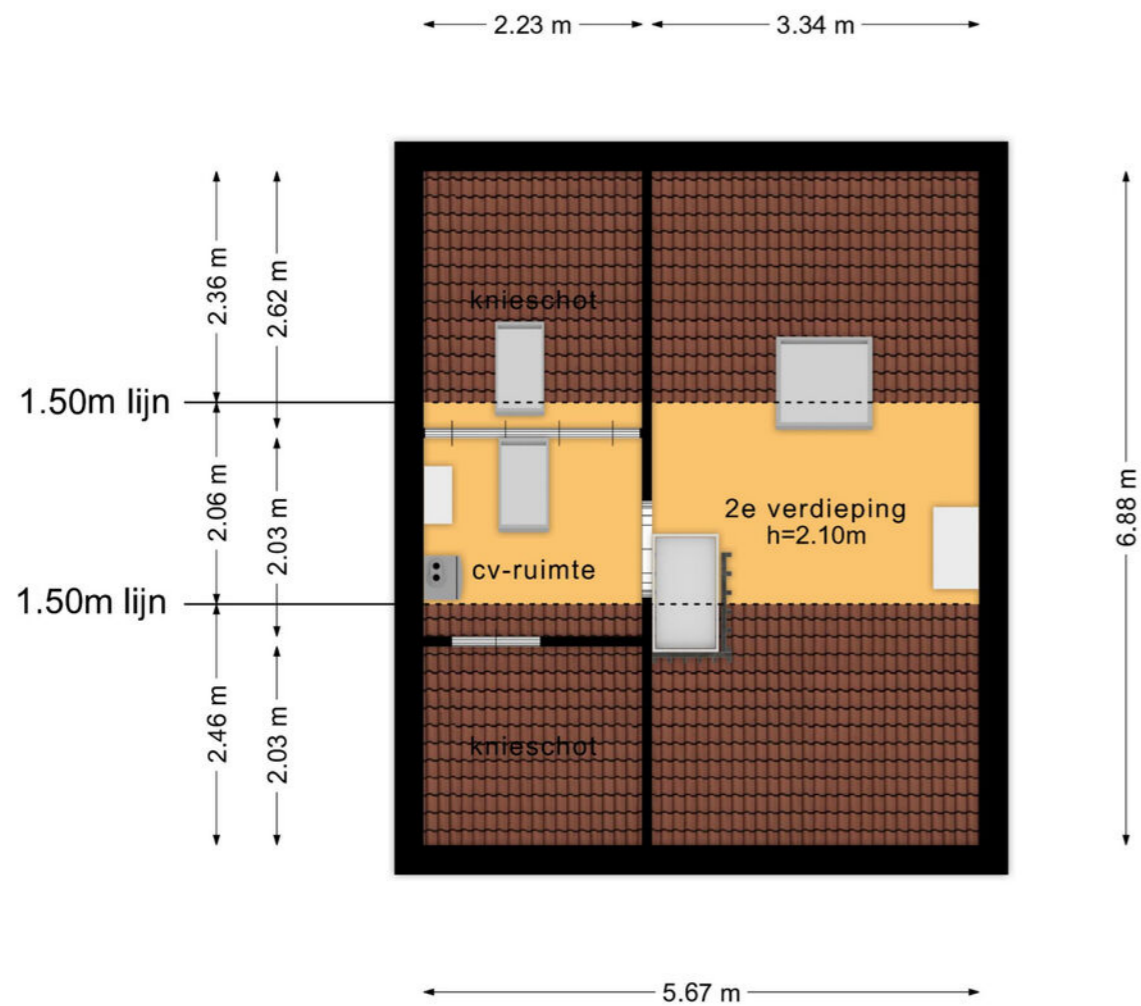 2.23 m
3.34 m
2.36 m
2.62 m
knieschot
1.50m lijn
2.06 m
2.03 m
2e verdieping
h=2.10m
6.88 m
cv-ruimte
1.50m lijn
2.46 m
2.03 m
knieschot
5.67 m